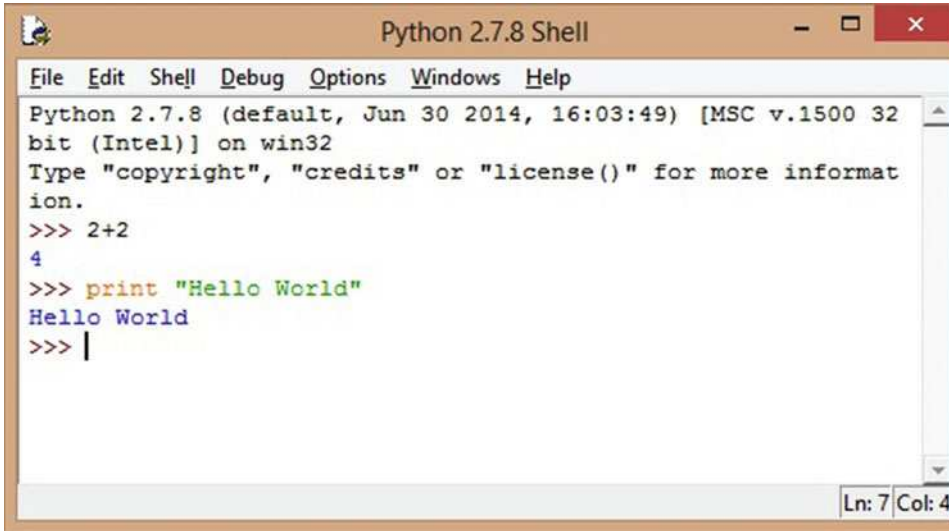 Python 2.7.8 Shell
File Edit Shell Debug Options Windows Help
Python 2.7.8 (default, Jun 30 2014, 16:03:49) [MSC v.1500 32
bit (Intel)] on win32
Type "copyright", "credits" or "license()" for more informat
ion.
>>> 2+2
4
>>> print "Hello World"
Hello World
>>>
Ln: 7 Col: 4